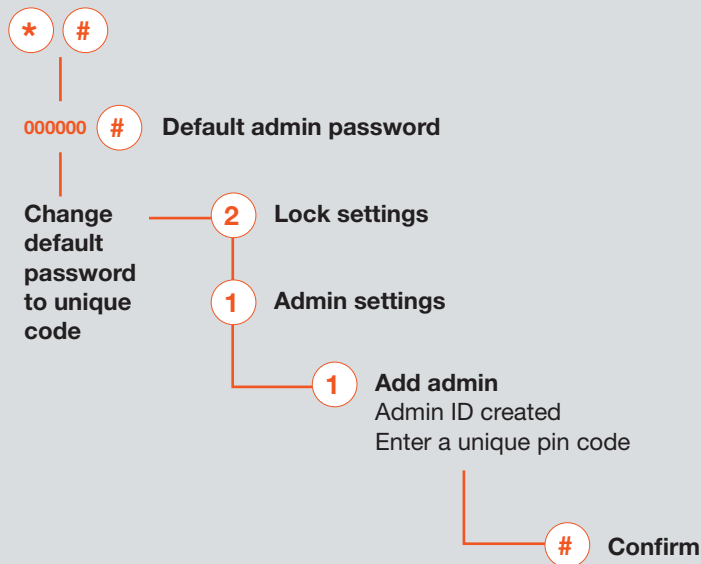 * #
000000 # Default admin password
Change
default
password
to unique
code
2 Lock settings
1 Admin settings
1 Add admin
Admin ID created
Enter a unique pin code
# Confirm